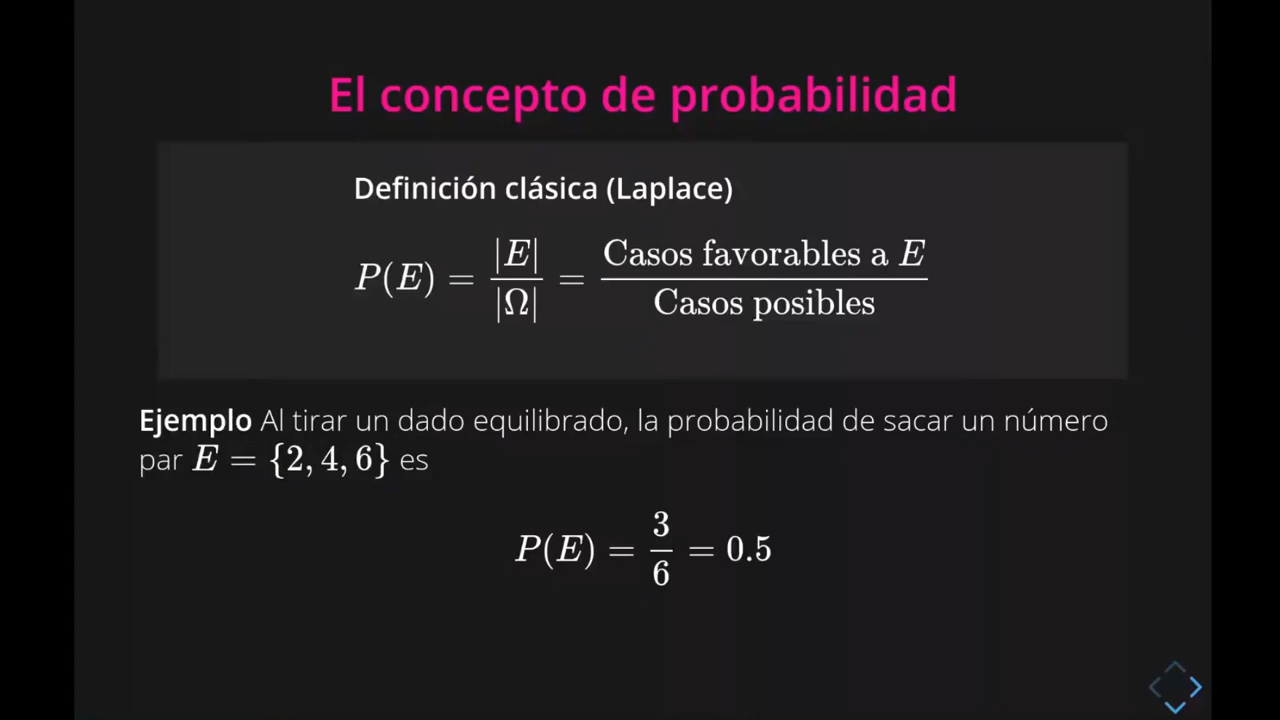 El concepto de probabilidad
Definición clásica (Laplace)
P(E) = |E| / |Ω| = Casos favorables a E / Casos posibles
Ejemplo Al tirar un dado equilibrado, la probabilidad de sacar un número
par E = {2, 4, 6} es
P(E) = 3 / 6 = 0.5